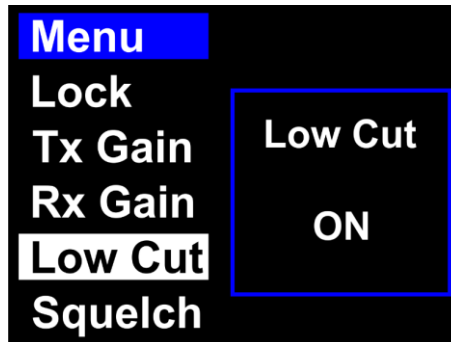 Menu
Lock
Tx Gain
Rx Gain
Low Cut
Squelch
Low Cut
ON